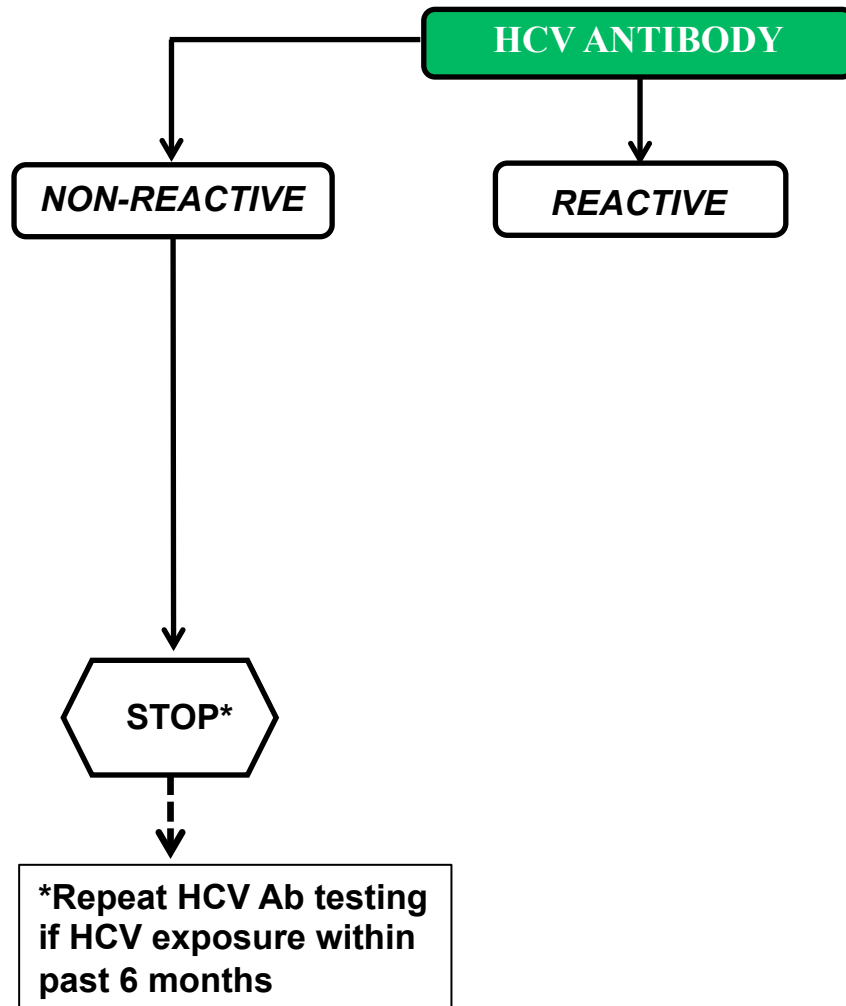 HCV ANTIBODY
NON-REACTIVE
REACTIVE
STOP*
*Repeat HCV Ab testing
if HCV exposure within
past 6 months